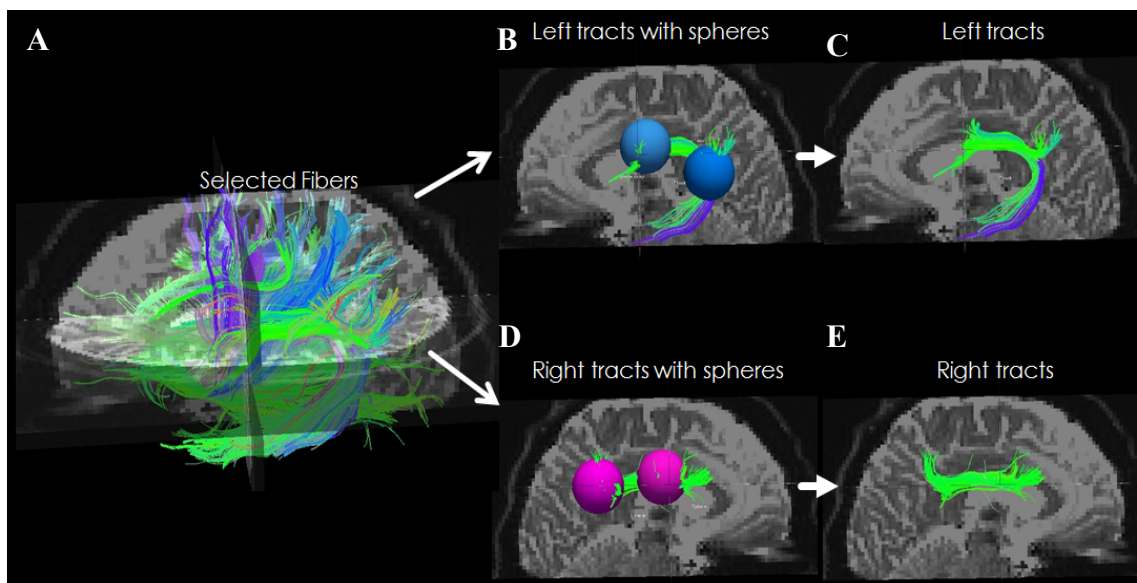 A
Selected Fibers
B
Left tracts with spheres
C
Left tracts
D
Right tracts with spheres
E
Right tracts